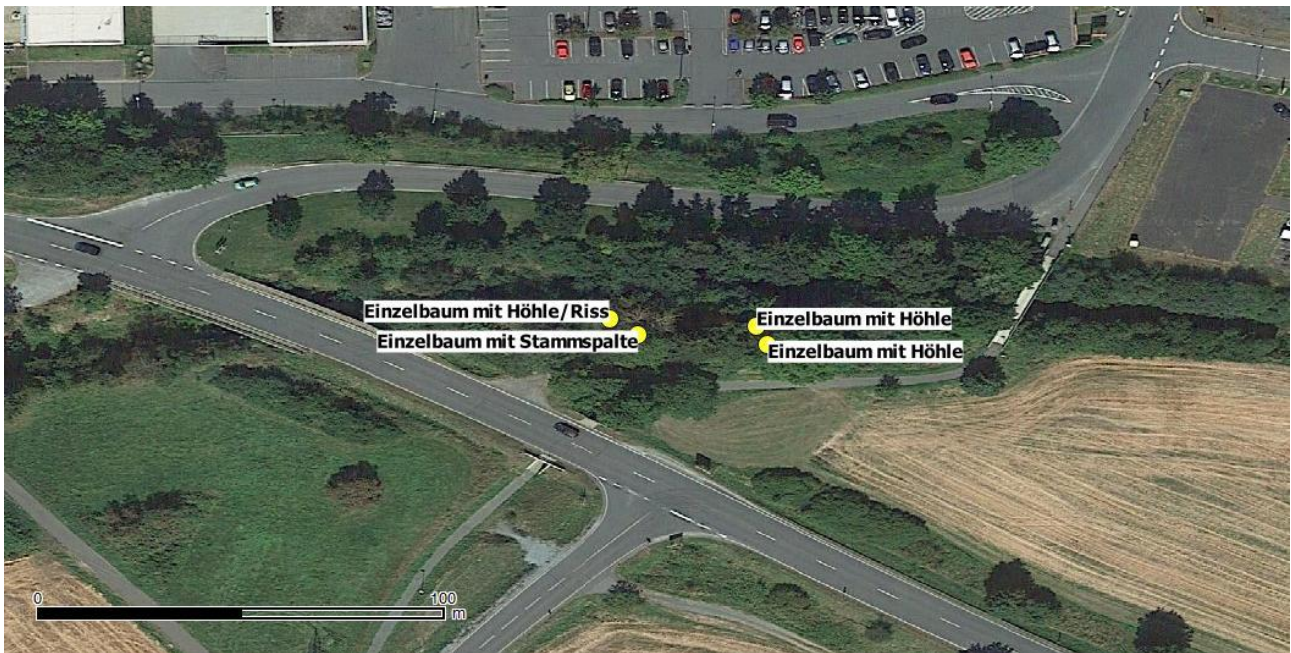 Einzelbaum mit Höhle/Riss
Einzelbaum mit Höhle
Einzelbaum mit Stammspalte
Einzelbaum mit Höhle
0 100
m